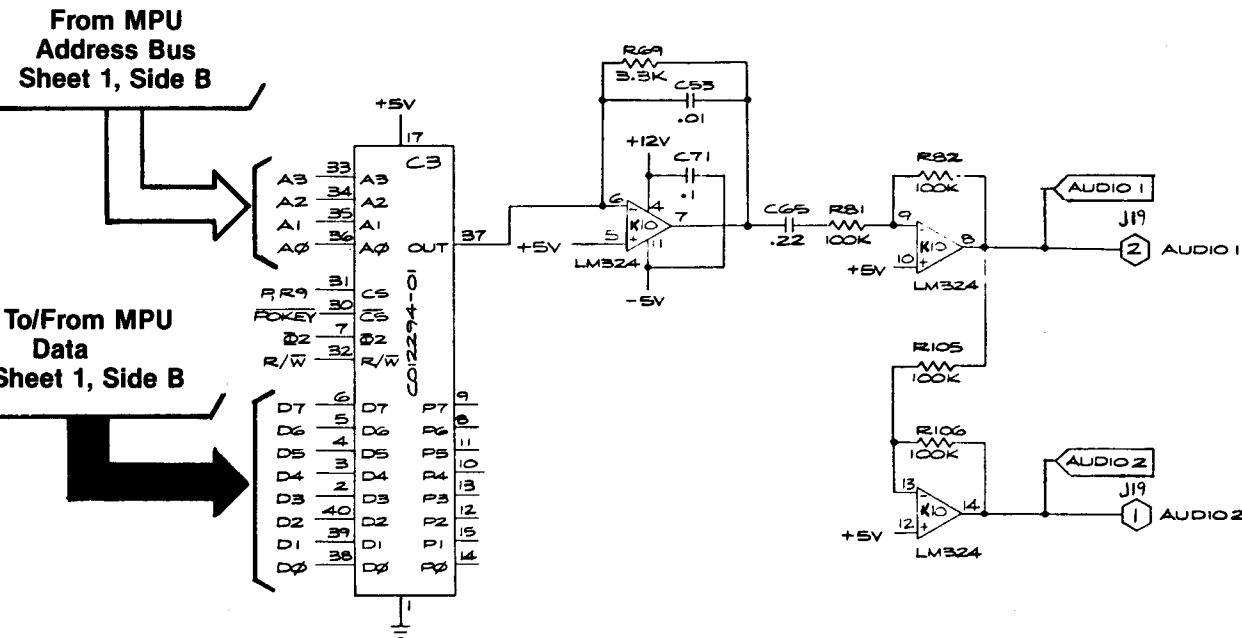 From MPU
Address Bus
Sheet 1, Side B
To/From MPU
Data
Sheet 1, Side B
+5V
17
C3
A3 33 A3
A2 34 A2
A1 35 A1
AØ 36 AØ
OUT 37
P,R9 31 CS
POKEY 30 CS
Φ2 7 Φ2
R/W 32 R/W
C012294-01
D7 6 D7 P7 9
D6 5 D6 P6 8
D5 4 D5 P5 11
D4 3 D4 P4 10
D3 2 D3 P3 13
D2 40 D2 P2 12
D1 39 D1 P1 15
DØ 38 DØ PØ 14
1
R69
3.3K
C53
.01
+12V
C71
.1
6 - 4
K10 7
+5V 5 + 11
LM324
-5V
C65
.22
R81
100K
R82
100K
9 -
K10 8
+5V 10 +
LM324
AUDIO 1
J19
2 AUDIO 1
R105
100K
R106
100K
13 -
K10 14
+5V 12 +
LM324
AUDIO 2
J19
1 AUDIO 2